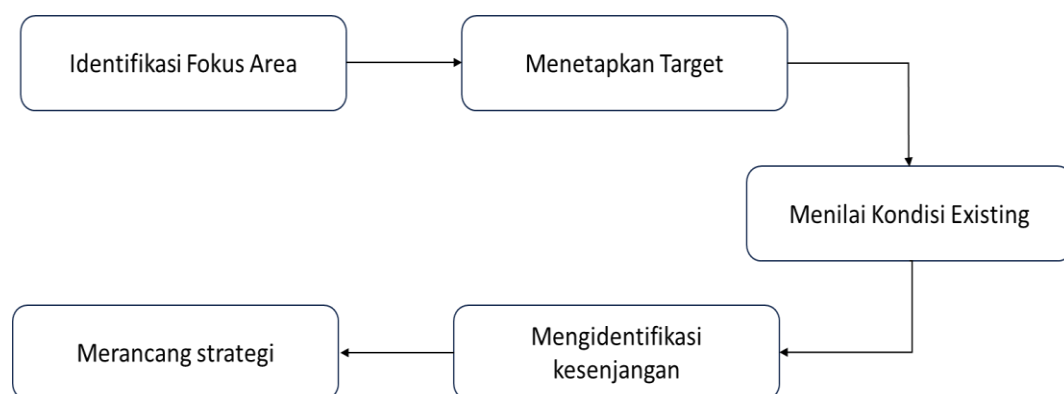 Identifikasi Fokus Area
Menetapkan Target
Menilai Kondisi Existing
Mengidentifikasi
kesenjangan
Merancang strategi